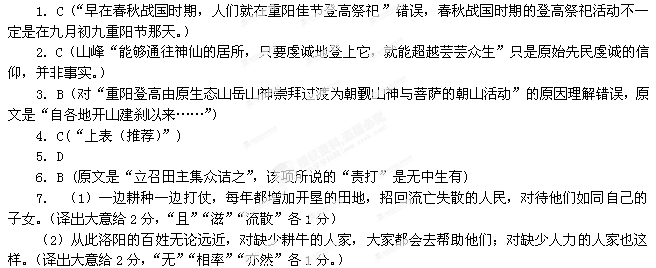 1. C（“早在春秋战国时期，人们就在重阳佳节登高祭祀 ”错误，春秋战国时期的登高祭祀活动不一
定是在九月初九重阳节那天。）
2. C（山峰“能够通往神仙的居所，只要虔诚地登上它，就能超越芸芸众生”只是原始先民虔诚的信
仰，并非事实。）
3. B（对“重阳登高由原生态山岳山神崇拜过渡为朝觐山神与菩萨的朝山活动”的原因理解错误，原
文是“自各地开山建刹以来……”）
4. C(“上表（推荐）”）
5. D
6. B（原文是“立召田主集众诘之”，该项所说的“责打”是无中生有）
7. （1）一边耕种一边打仗，每年都增加开垦的田地，招回流亡失散的人民，对待他们如同自己的
子女。（译出大意给 2 分，“且”“滋”“流散”各 1 分）
（2）从此洛阳的百姓无论远近，对缺少耕牛的人家，大家都会去帮助他们；对缺少人力的人家也这
样。（译出大意给 2 分，“无”“相率”“亦然”各 1 分。）